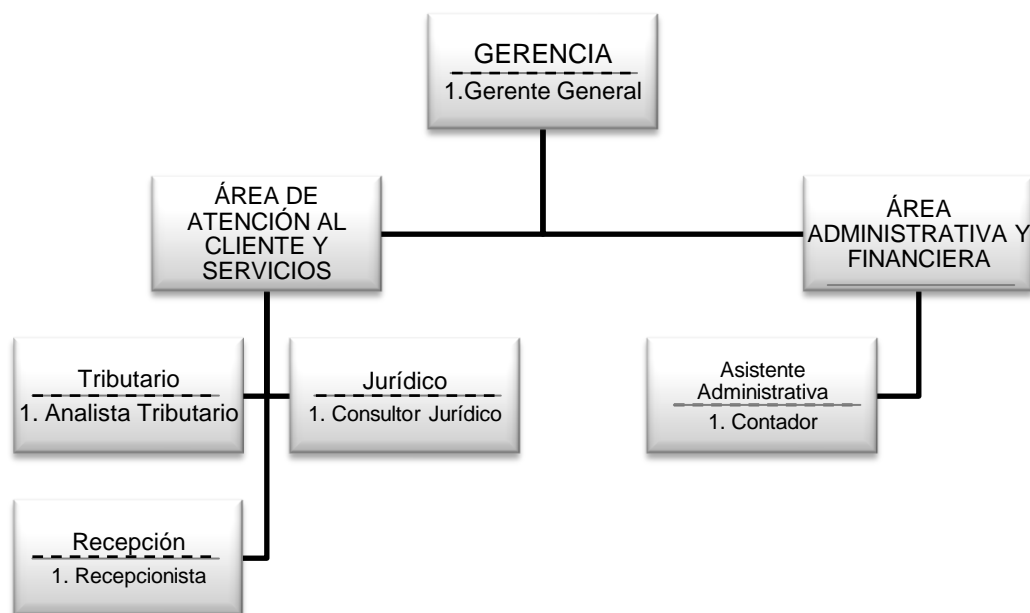 GERENCIA
1.Gerente General
ÁREA DE
ATENCIÓN AL
CLIENTE Y
SERVICIOS
ÁREA
ADMINISTRATIVA Y
FINANCIERA
Tributario
1. Analista Tributario
Jurídico
1. Consultor Jurídico
Asistente
Administrativa
1. Contador
Recepción
1. Recepcionista